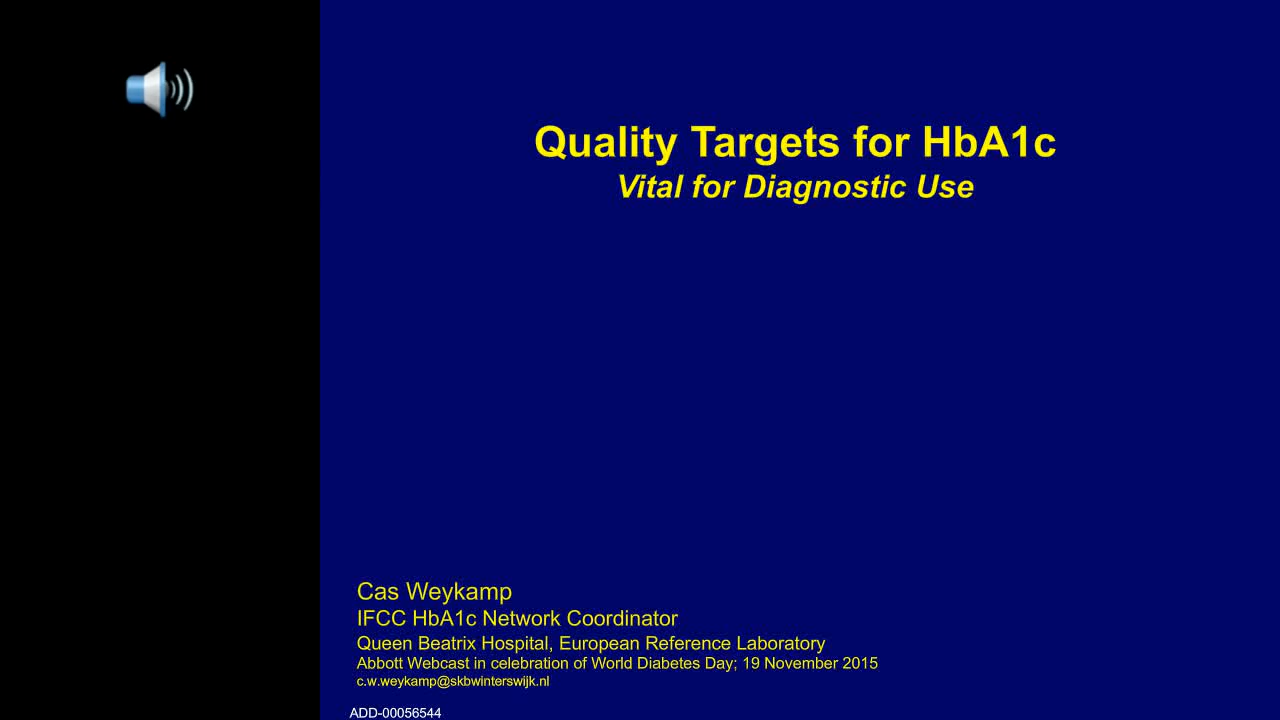 Quality Targets for HbA1c
Vital for Diagnostic Use
Cas Weykamp
IFCC HbA1c Network Coordinator
Queen Beatrix Hospital, European Reference Laboratory
Abbott Webcast in celebration of World Diabetes Day; 19 November 2015
c.w.weykamp@skbwinterswijk.nl
ADD-00056544